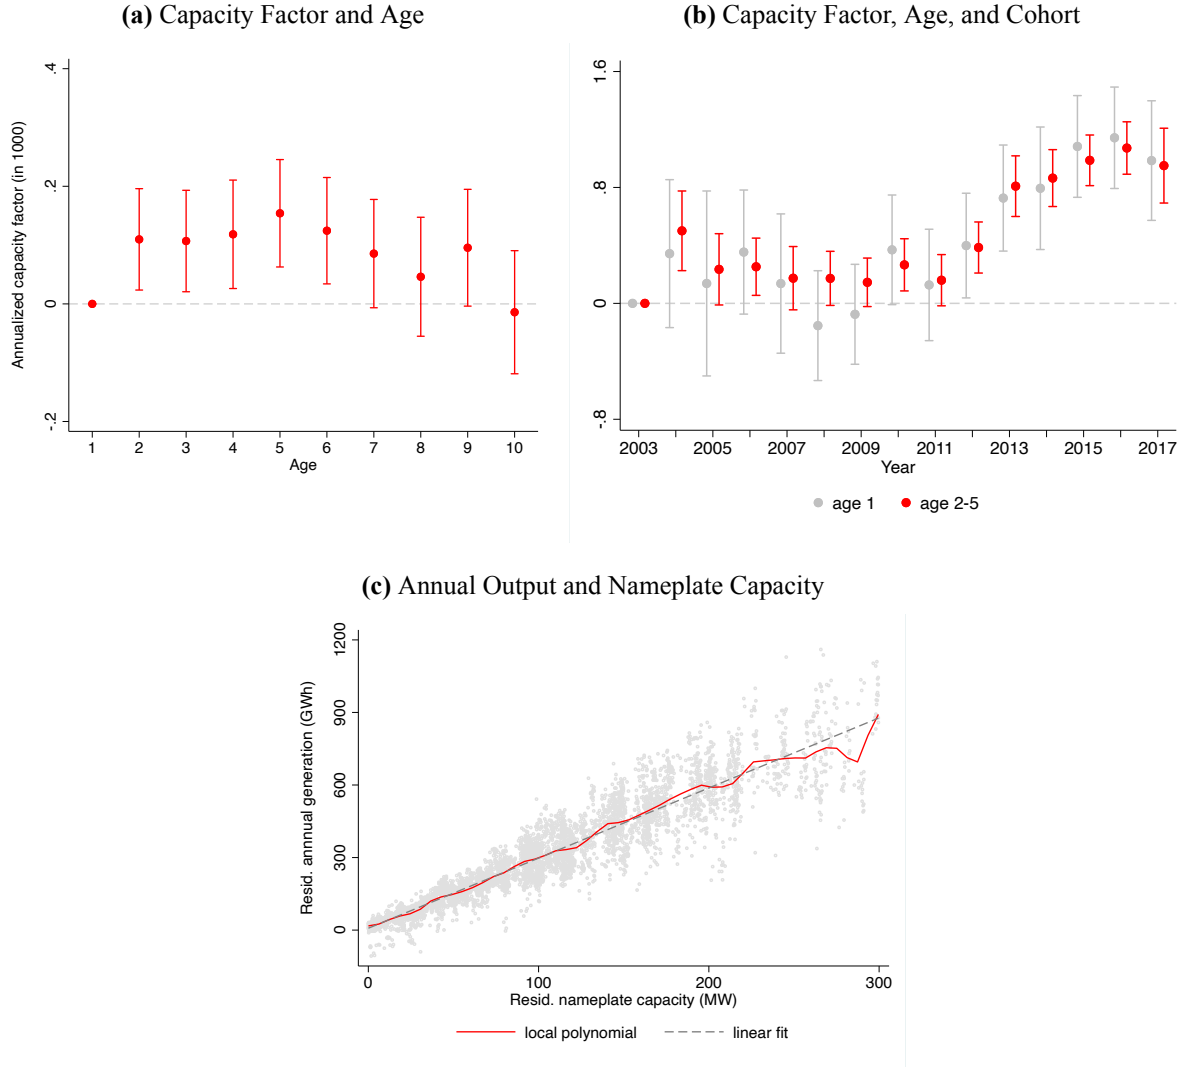 (a) Capacity Factor and Age
Annualized capacity factor (in 1000)
.4
.2
0
-.2
1 2 3 4 5 6 7 8 9 10
Age
(b) Capacity Factor, Age, and Cohort
1.6
.8
0
-.8
2003 2005 2007 2009 2011 2013 2015 2017
Year
age 1 age 2-5
(c) Annual Output and Nameplate Capacity
Resid. annual generation (GWh)
1200
900
600
300
0
0 100 200 300
Resid. nameplate capacity (MW)
local polynomial linear fit